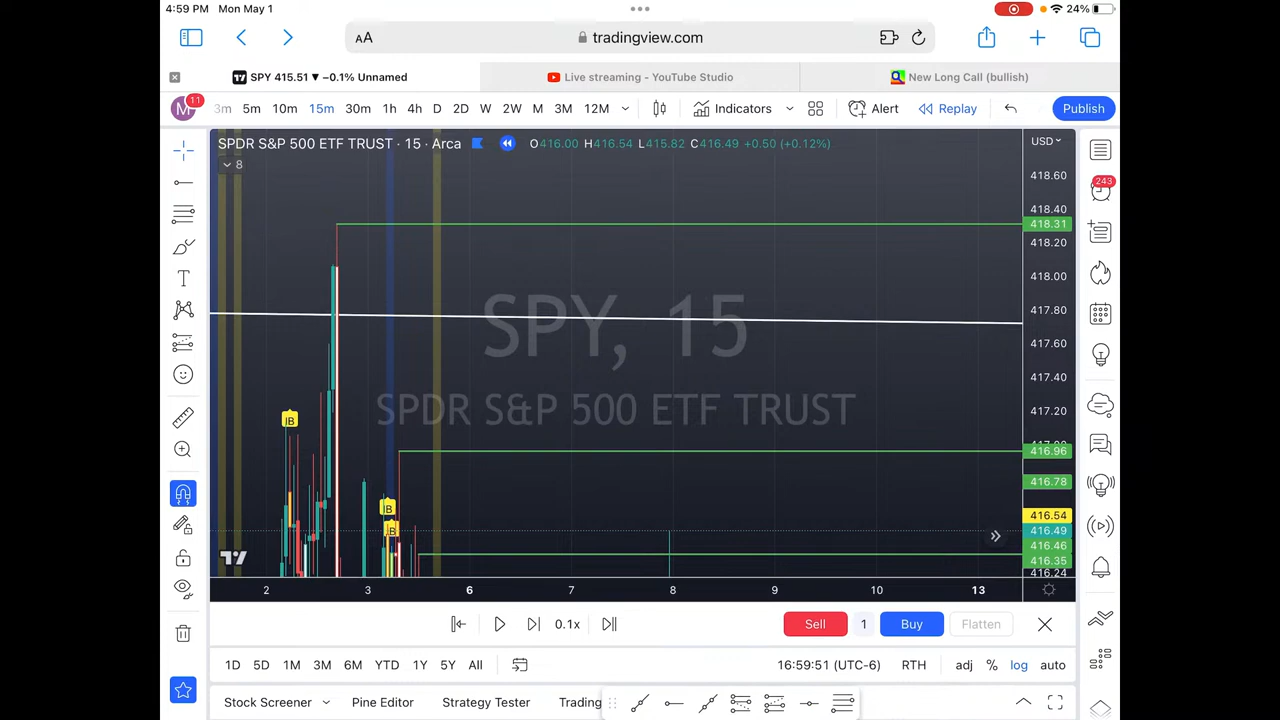 4:59 PM Mon May 1
24%
AA
tradingview.com
SPY 415.51 ▼ −0.1% Unnamed
Live streaming - YouTube Studio
New Long Call (bullish)
M 11
3m 5m 10m 15m 30m 1h 4h D 2D W 2W M 3M 12M
Indicators
Alert
Replay
Publish
SPDR S&P 500 ETF TRUST · 15 · Arca
O416.00 H416.54 L415.82 C416.49 +0.50 (+0.12%)
USD
8
418.60
418.40
418.31
418.20
418.00
417.80
417.60
417.40
417.20
416.96
416.78
416.54
416.49
416.46
416.35
416.24
243
SPY, 15
SPDR S&P 500 ETF TRUST
IB
IB
IB
2 3 6 7 8 9 10 13
0.1x
Sell 1 Buy Flatten
1D 5D 1M 3M 6M YTD 1Y 5Y All
16:59:51 (UTC-6) RTH adj % log auto
Stock Screener Pine Editor Strategy Tester Trading